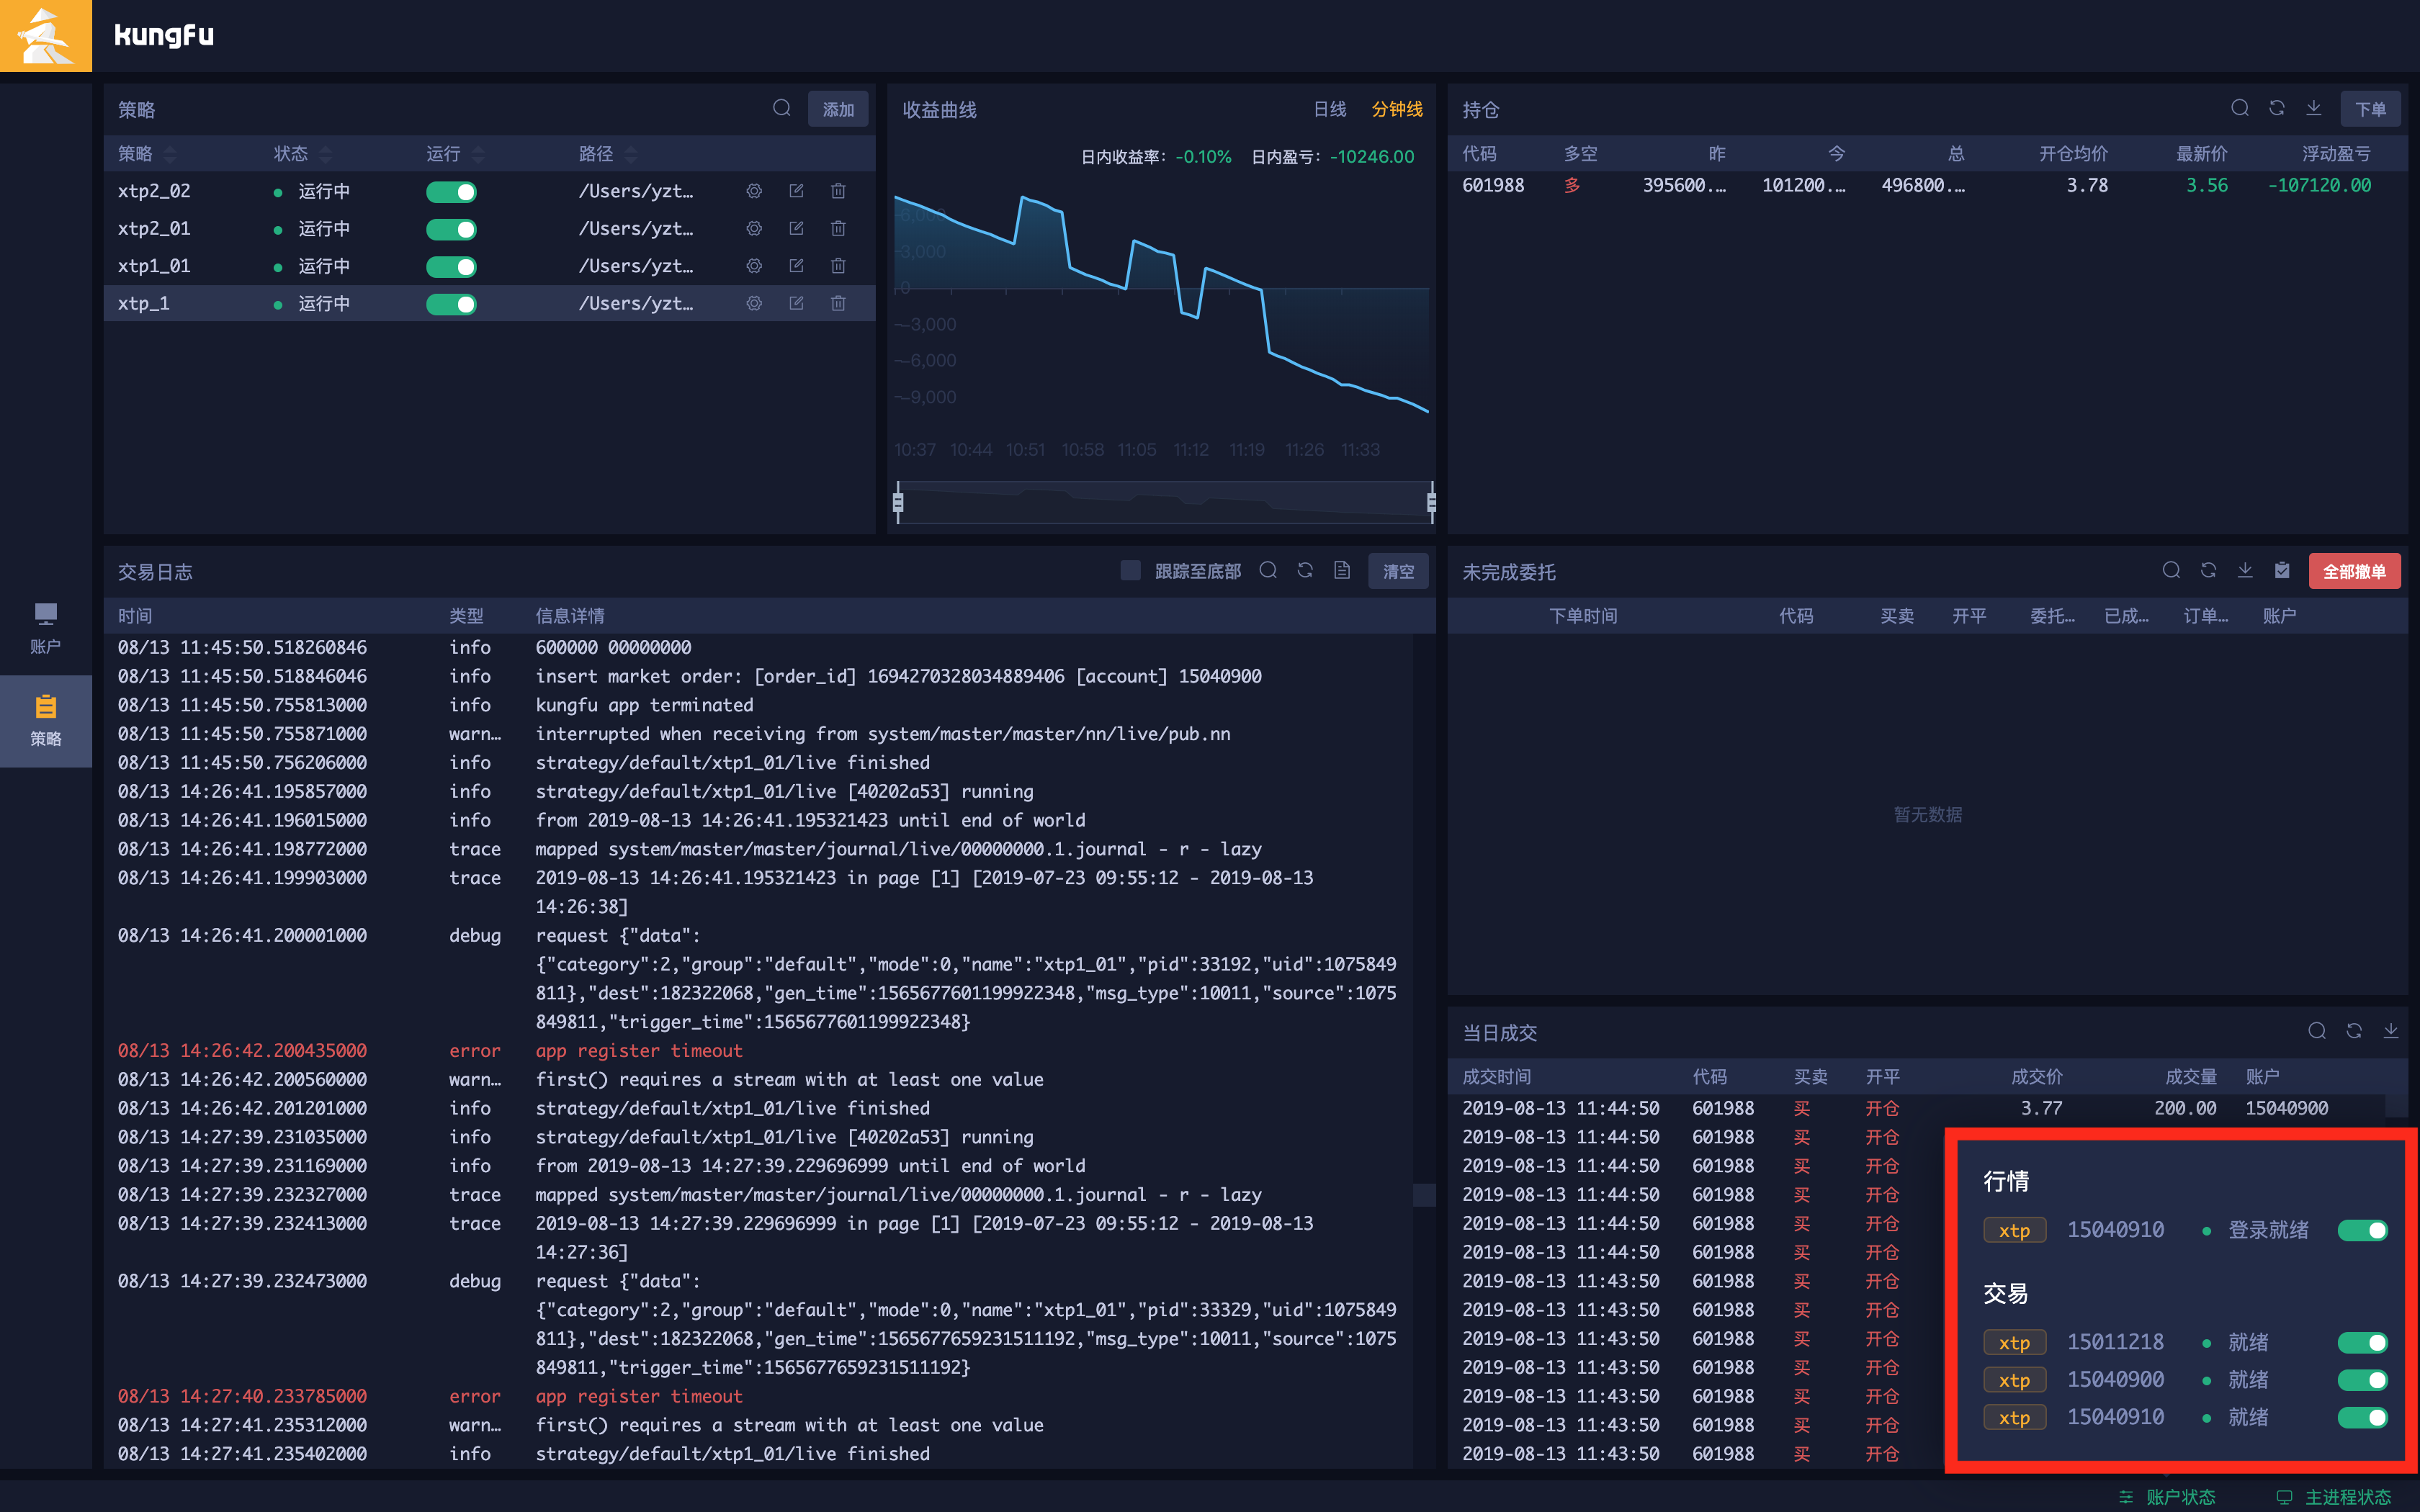 kungfu
策略
添加
策略 状态 运行 路径
xtp2_02 运行中 /Users/yzt...
xtp2_01 运行中 /Users/yzt...
xtp1_01 运行中 /Users/yzt...
xtp_1 运行中 /Users/yzt...
收益曲线 日线 分钟线
日内收益率: -0.10% 日内盈亏: -10246.00
6,000
3,000
0
-3,000
-6,000
-9,000
10:37 10:44 10:51 10:58 11:05 11:12 11:19 11:26 11:33
持仓 下单
代码 多空 昨 今 总 开仓均价 最新价 浮动盈亏
601988 多 395600.... 101200.... 496800.... 3.78 3.56 -107120.00
账户
策略
交易日志 跟踪至底部 清空
时间 类型 信息详情
08/13 11:45:50.518260846 info 600000 00000000
08/13 11:45:50.518846046 info insert market order: [order_id] 1694270328034889406 [account] 15040900
08/13 11:45:50.755813000 info kungfu app terminated
08/13 11:45:50.755871000 warn... interrupted when receiving from system/master/master/nn/live/pub.nn
08/13 11:45:50.756206000 info strategy/default/xtp1_01/live finished
08/13 14:26:41.195857000 info strategy/default/xtp1_01/live [40202a53] running
08/13 14:26:41.196015000 info from 2019-08-13 14:26:41.195321423 until end of world
08/13 14:26:41.198772000 trace mapped system/master/master/journal/live/00000000.1.journal - r - lazy
08/13 14:26:41.199903000 trace 2019-08-13 14:26:41.195321423 in page [1] [2019-07-23 09:55:12 - 2019-08-13
14:26:38]
08/13 14:26:41.200001000 debug request {"data":
{"category":2,"group":"default","mode":0,"name":"xtp1_01","pid":33192,"uid":1075849
811},"dest":182322068,"gen_time":1565677601199922348,"msg_type":10011,"source":1075
849811,"trigger_time":1565677601199922348}
08/13 14:26:42.200435000 error app register timeout
08/13 14:26:42.200560000 warn... first() requires a stream with at least one value
08/13 14:26:42.201201000 info strategy/default/xtp1_01/live finished
08/13 14:27:39.231035000 info strategy/default/xtp1_01/live [40202a53] running
08/13 14:27:39.231169000 info from 2019-08-13 14:27:39.229696999 until end of world
08/13 14:27:39.232327000 trace mapped system/master/master/journal/live/00000000.1.journal - r - lazy
08/13 14:27:39.232413000 trace 2019-08-13 14:27:39.229696999 in page [1] [2019-07-23 09:55:12 - 2019-08-13
14:27:36]
08/13 14:27:39.232473000 debug request {"data":
{"category":2,"group":"default","mode":0,"name":"xtp1_01","pid":33329,"uid":1075849
811},"dest":182322068,"gen_time":1565677659231511192,"msg_type":10011,"source":1075
849811,"trigger_time":1565677659231511192}
08/13 14:27:40.233785000 error app register timeout
08/13 14:27:41.235312000 warn... first() requires a stream with at least one value
08/13 14:27:41.235402000 info strategy/default/xtp1_01/live finished
未完成委托 全部撤单
下单时间 代码 买卖 开平 委托... 已成... 订单... 账户
暂无数据
当日成交
成交时间 代码 买卖 开平 成交价 成交量 账户
2019-08-13 11:44:50 601988 买 开仓 3.77 200.00 15040900
2019-08-13 11:44:50 601988 买 开仓
2019-08-13 11:44:50 601988 买 开仓
2019-08-13 11:44:50 601988 买 开仓
2019-08-13 11:44:50 601988 买 开仓
2019-08-13 11:44:50 601988 买 开仓
2019-08-13 11:43:50 601988 买 开仓
2019-08-13 11:43:50 601988 买 开仓
2019-08-13 11:43:50 601988 买 开仓
2019-08-13 11:43:50 601988 买 开仓
2019-08-13 11:43:50 601988 买 开仓
2019-08-13 11:43:50 601988 买 开仓
2019-08-13 11:43:50 601988 买 开仓
行情
xtp 15040910 登录就绪
交易
xtp 15011218 就绪
xtp 15040900 就绪
xtp 15040910 就绪
账户状态 主进程状态